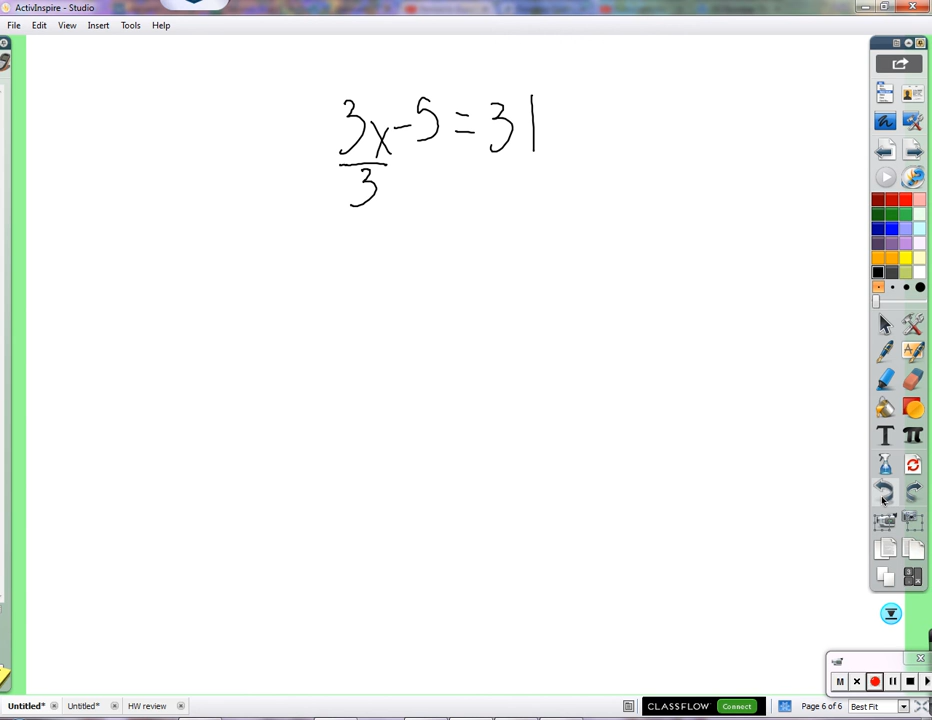 ActivInspire - Studio
File Edit View Insert Tools Help
3x - 5 = 31
3
Untitled* Untitled* HW review CLASSFLOW Connect Page 6 of 6 Best Fit